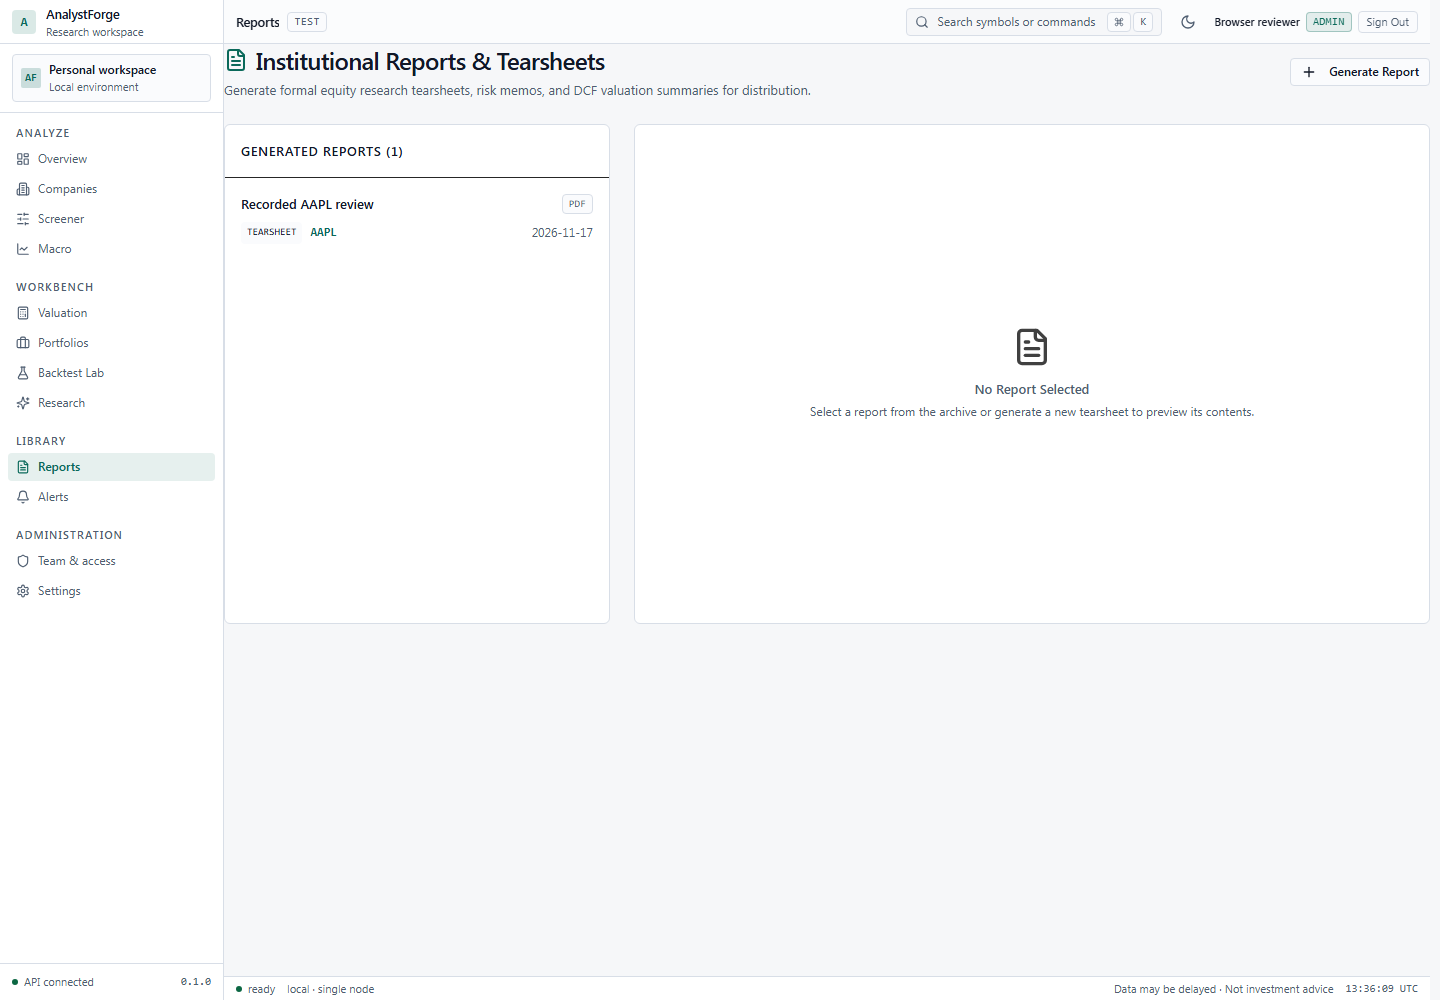 A
AnalystForge
Research workspace
Reports TEST
Search symbols or commands ⌘ K
Browser reviewer ADMIN Sign Out
AF
Personal workspace
Local environment
ANALYZE
Overview
Companies
Screener
Macro
WORKBENCH
Valuation
Portfolios
Backtest Lab
Research
LIBRARY
Reports
Alerts
ADMINISTRATION
Team & access
Settings
API connected 0.1.0
Institutional Reports & Tearsheets
Generate formal equity research tearsheets, risk memos, and DCF valuation summaries for distribution.
Generate Report
GENERATED REPORTS (1)
Recorded AAPL review PDF
TEARSHEET AAPL 2026-11-17
No Report Selected
Select a report from the archive or generate a new tearsheet to preview its contents.
ready local · single node
Data may be delayed · Not investment advice 13:36:09 UTC